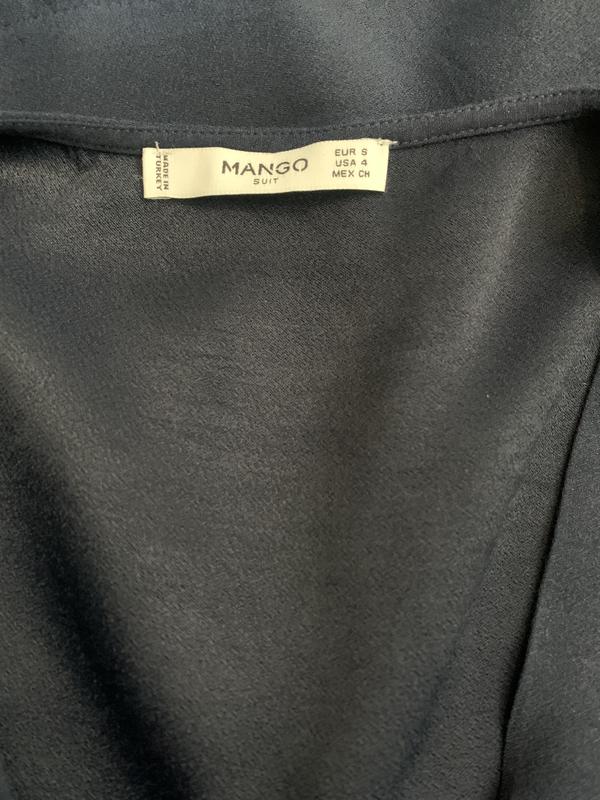 MADE IN
TURKEY
MANGO
SUIT
EUR S
USA 4
MEX CH